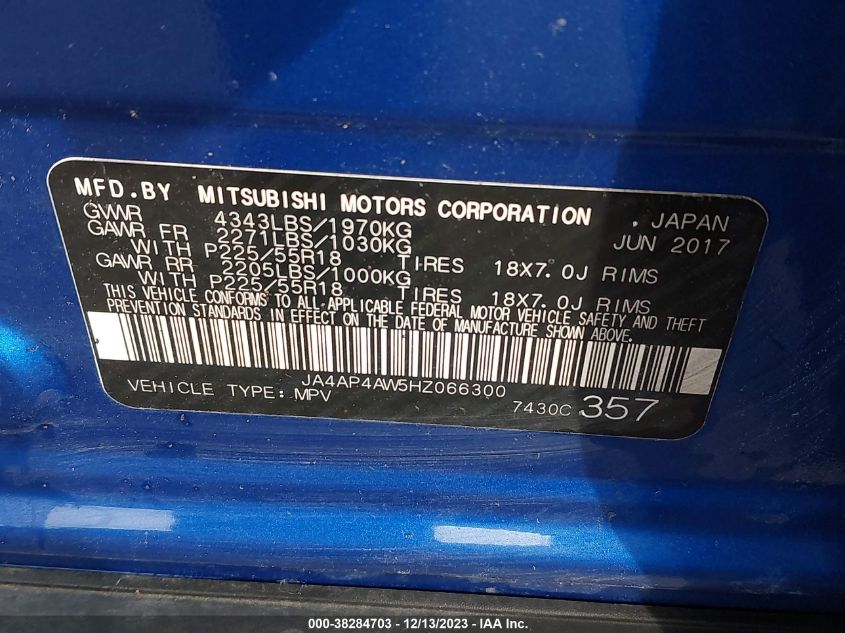 MFD.BY MITSUBISHI MOTORS CORPORATION . JAPAN
GVWR 4343LBS/1970KG JUN 2017
GAWR FR 2271LBS/1030KG
WITH P225/55R18 TIRES 18X7.0J RIMS
GAWR RR 2205LBS/1000KG
WITH P225/55R18 TIRES 18X7.0J RIMS
THIS VEHICLE CONFORMS TO ALL APPLICABLE FEDERAL MOTOR VEHICLE SAFETY AND THEFT
PREVENTION STANDARDS IN EFFECT ON THE DATE OF MANUFACTURE SHOWN ABOVE.
JA4AP4AW5HZ066300
VEHICLE TYPE: MPV 7430C 357
000-38284703 - 12/13/2023 - IAA Inc.